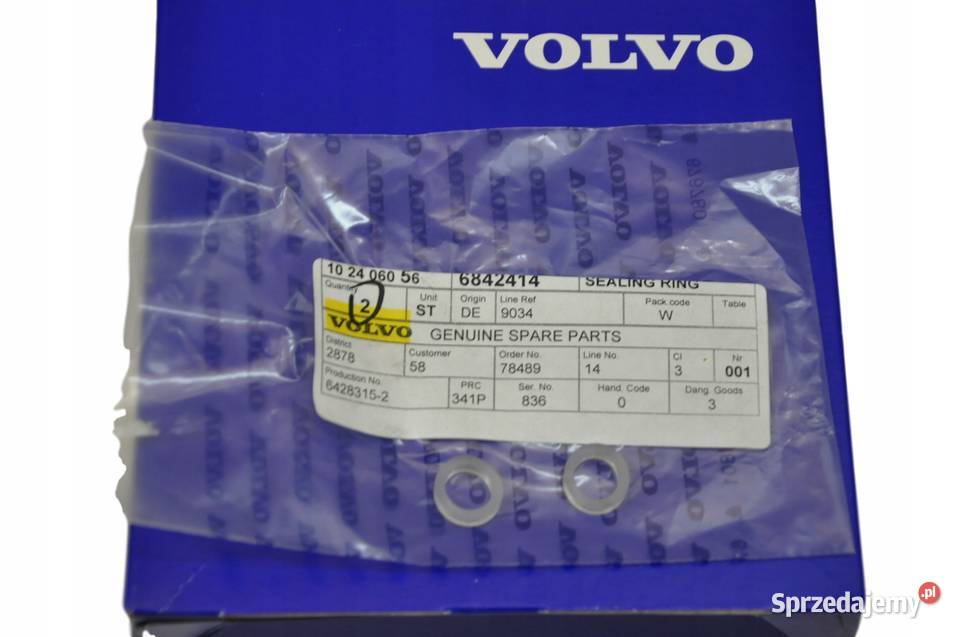 VOLVO
10 24 060 56 6842414 SEALING RING
Quantity 2 Unit ST Origin DE Line Ref 9034 Pack.code W Table
VOLVO GENUINE SPARE PARTS
District 2878 Customer 58 Order No. 78489 Line No. 14 CI 3 Nr 001
Production No. 6428315-2 PRC 341P Ser. No. 836 Hand. Code 0 Dang. Goods 3
Sprzedajemy.pl